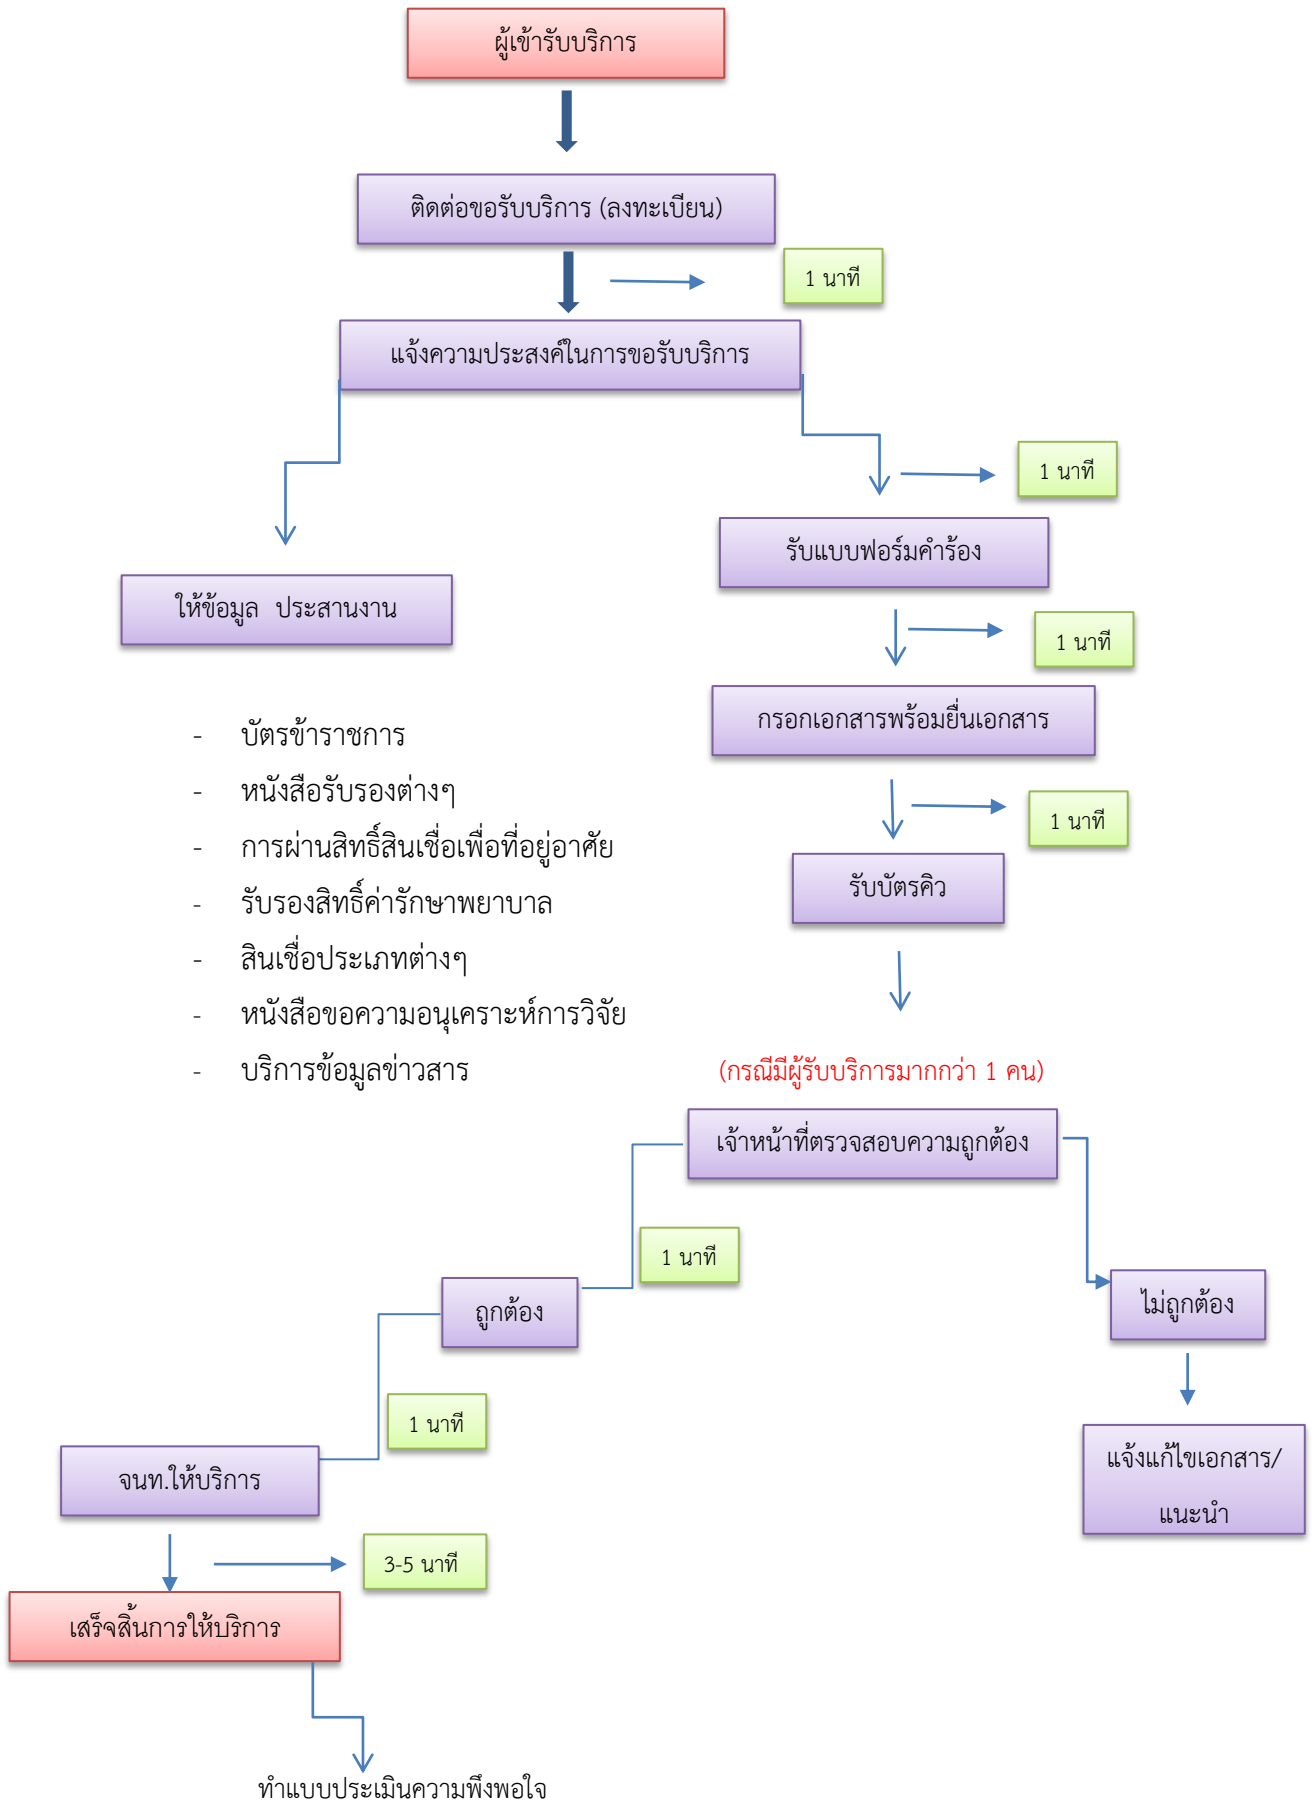 ผู้เข้ารับบริการ
ติดต่อขอรับบริการ (ลงทะเบียน)
1 นาที
แจ้งความประสงค์ในการขอรับบริการ
1 นาที
รับแบบฟอร์มคำร้อง
ให้ข้อมูล ประสานงาน
1 นาที
กรอกเอกสารพร้อมยื่นเอกสาร
- บัตรข้าราชการ
- หนังสือรับรองต่างๆ
- การผ่านสิทธิ์สินเชื่อเพื่อที่อยู่อาศัย
- รับรองสิทธิ์ค่ารักษาพยาบาล
- สินเชื่อประเภทต่างๆ
- หนังสือขอความอนุเคราะห์การวิจัย
- บริการข้อมูลข่าวสาร
1 นาที
รับบัตรคิว
(กรณีมีผู้รับบริการมากกว่า 1 คน)
เจ้าหน้าที่ตรวจสอบความถูกต้อง
1 นาที
ถูกต้อง
ไม่ถูกต้อง
1 นาที
แจ้งแก้ไขเอกสาร/
แนะนำ
จนท.ให้บริการ
3-5 นาที
เสร็จสิ้นการให้บริการ
ทำแบบประเมินความพึงพอใจ